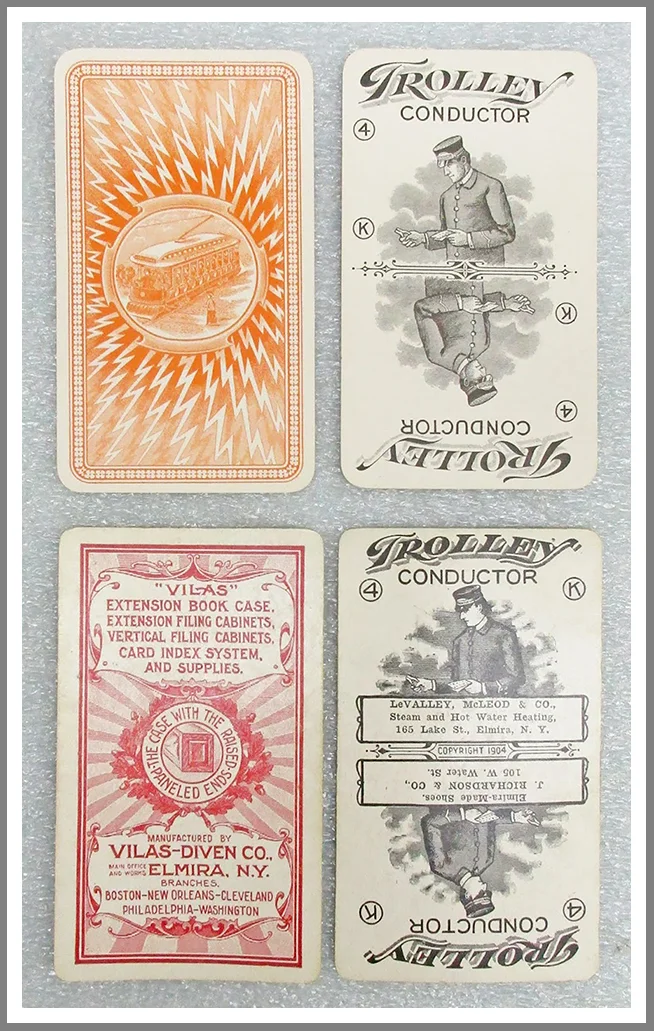 TROLLEY
CONDUCTOR
4
K
K
4
CONDUCTOR
TROLLEY
"VILAS"
EXTENSION BOOK CASE,
EXTENSION FILING CABINETS,
VERTICAL FILING CABINETS,
CARD INDEX SYSTEM,
AND SUPPLIES.
THE CASE WITH THE RAISED
PANELED ENDS
MANUFACTURED BY
VILAS-DIVEN CO.,
MAIN OFFICE
AND WORKS
ELMIRA, N.Y.
BRANCHES.
BOSTON-NEW ORLEANS-CLEVELAND
PHILADELPHIA-WASHINGTON
"TROLLEY"
CONDUCTOR
4 K
LeVALLEY, McLEOD & CO.,
Steam and Hot Water Heating,
165 Lake St., Elmira, N. Y.
COPYRIGHT 1904
Elmira-Made Shoes.
J. RICHARDSON & CO.,
105 W. Water St.
K 4
CONDUCTOR
TROLLEY